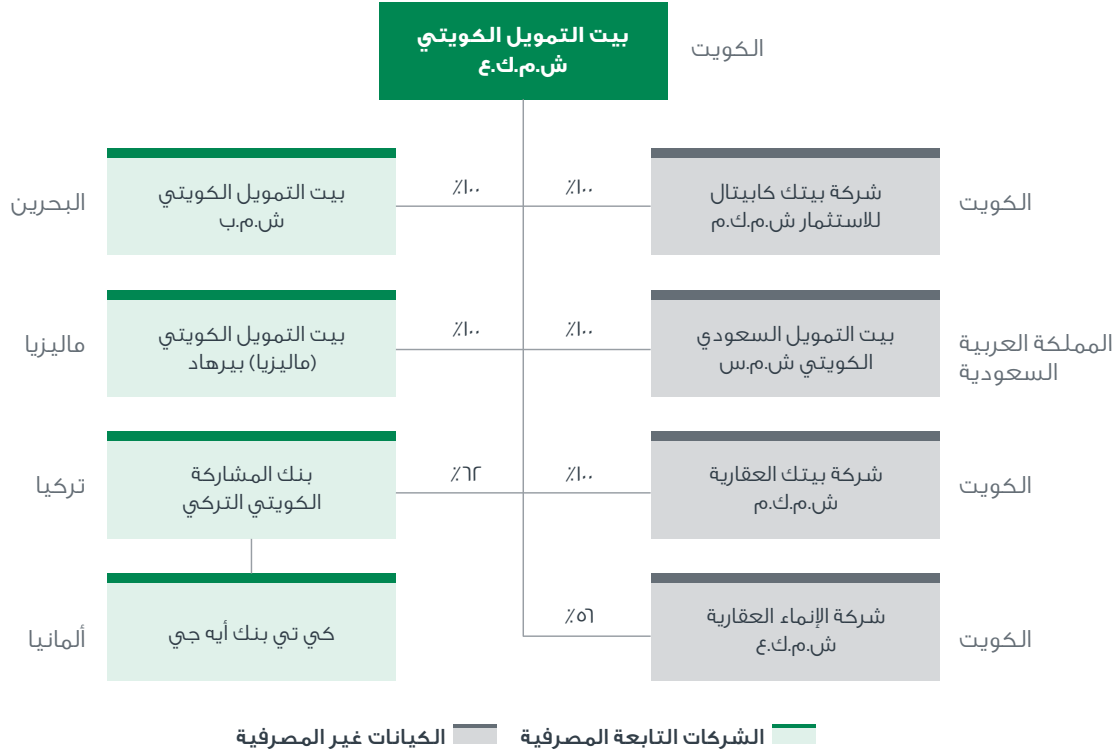 بيت التمويل الكويتي
ش.م.ك.ع
الكويت
شركة بيتك كابيتال
للاستثمار ش.م.ك.م
الكويت
٪١٠٠
٪١٠٠
بيت التمويل الكويتي
ش.م.ب
البحرين
بيت التمويل السعودي
الكويتي ش.م.س
المملكة العربية
السعودية
٪١٠٠
٪١٠٠
بيت التمويل الكويتي
(ماليزيا) بيرهاد
ماليزيا
شركة بيتك العقارية
ش.م.ك.م
الكويت
٪١٠٠
٪٦٢
بنك المشاركة
الكويتي التركي
تركيا
شركة الإنماء العقارية
ش.م.ك.ع
الكويت
٪٥٦
كي تي بنك أيه جي
ألمانيا
الشركات التابعة المصرفية
الكيانات غير المصرفية